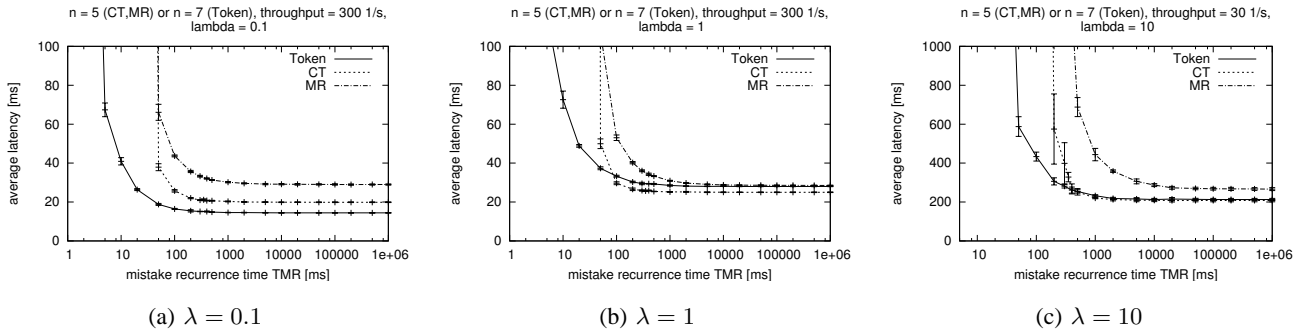 n = 5 (CT,MR) or n = 7 (Token), throughput = 300 1/s,
lambda = 0.1
average latency [ms]
100
80
60
40
20
0
Token
CT
MR
1 10 100 1000 10000 100000 1e+06
mistake recurrence time TMR [ms]
(a) λ = 0.1
n = 5 (CT,MR) or n = 7 (Token), throughput = 300 1/s,
lambda = 1
average latency [ms]
100
80
60
40
20
0
Token
CT
MR
1 10 100 1000 10000 100000 1e+06
mistake recurrence time TMR [ms]
(b) λ = 1
n = 5 (CT,MR) or n = 7 (Token), throughput = 30 1/s,
lambda = 10
average latency [ms]
1000
800
600
400
200
0
Token
CT
MR
10 100 1000 10000 100000 1e+06
mistake recurrence time TMR [ms]
(c) λ = 10